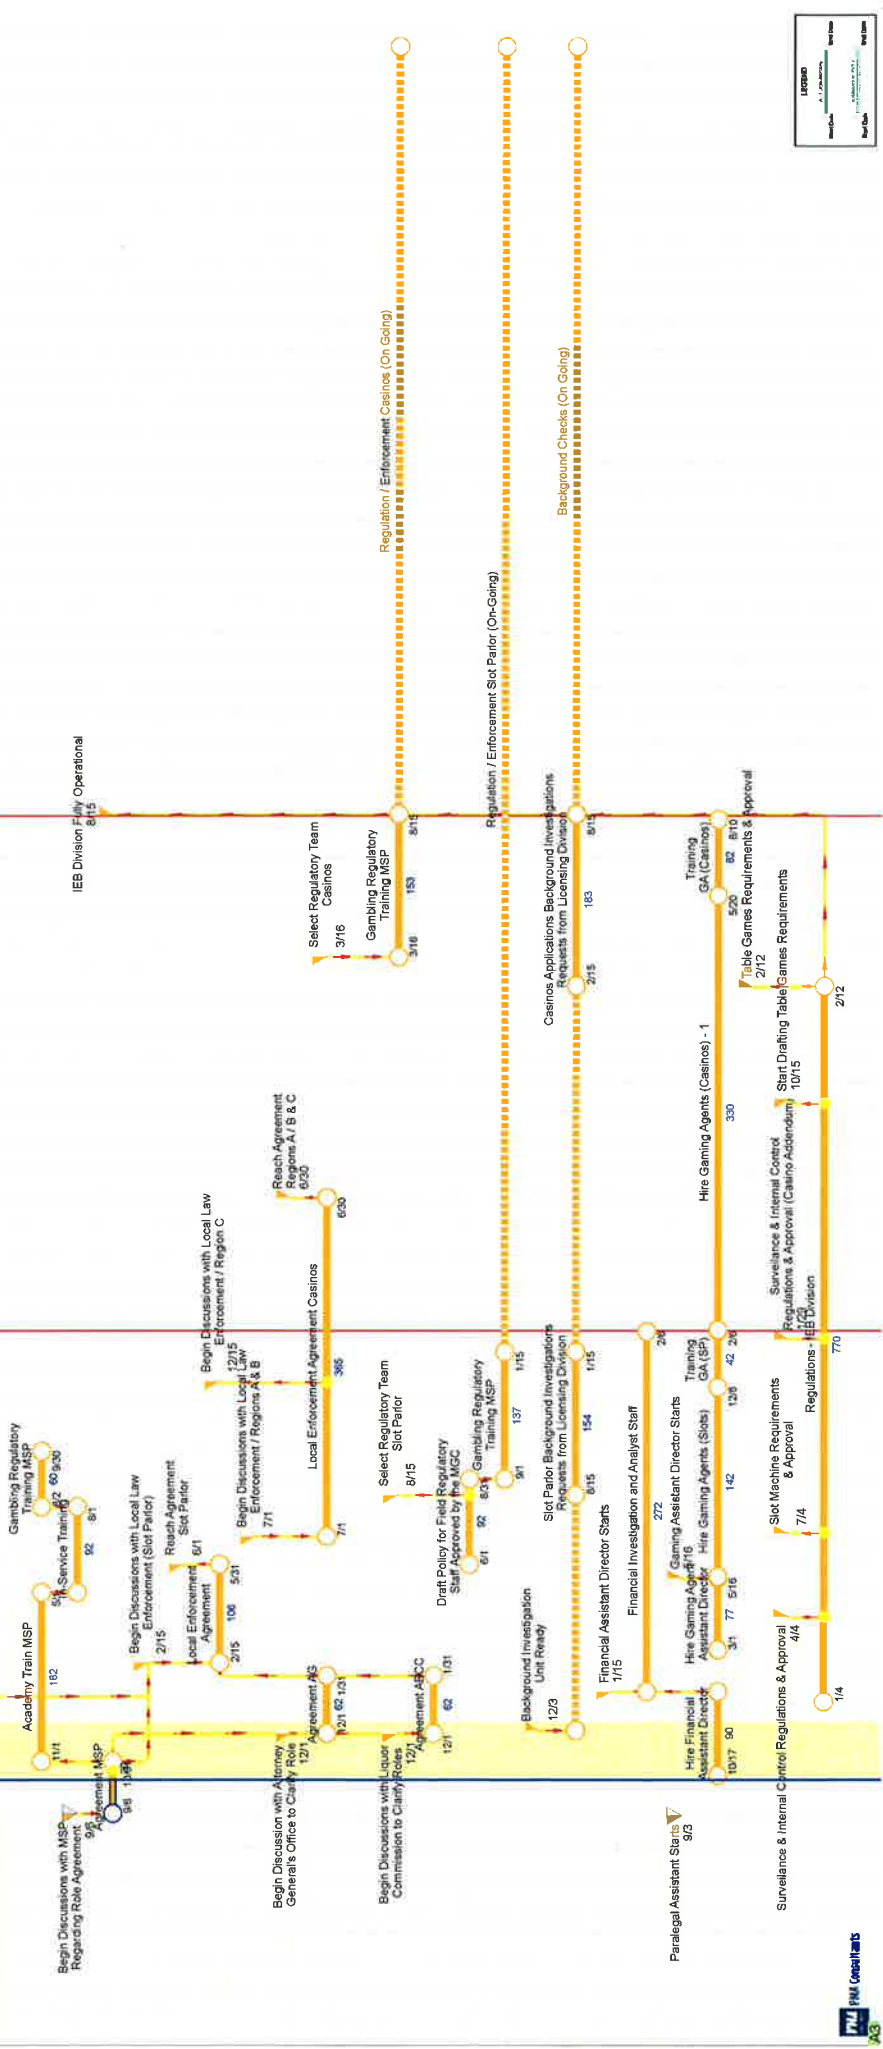 LEGEND
IEB Division Fully Operational
8/15
Regulation / Enforcement Casinos (On Going)
Select Regulatory Team
Casinos
3/16
Gambling Regulatory
Training MSP
3/16
153
8/15
Regulation / Enforcement Slot Parlor (On-Going)
Background Checks (On Going)
Casinos Applications Background Investigations
Requests from Licensing Division
2/15
183
8/15
Training
GA (Casinos)
5/20
82
8/10
Table Games Requirements & Approval
2/12
Start Drafting Table Games Requirements
10/15
2/12
Hire Gaming Agents (Casinos) - 1
330
Surveillance & Internal Control
Regulations & Approval (Casino Addendum)
1/29
Regulations - IEB Division
770
Slot Machine Requirements
& Approval
7/4
Surveillance & Internal Control Regulations & Approval
4/4
1/4
Reach Agreement
Regions A / B & C
6/30
6/30
Begin Discussions with Local Law
Enforcement / Region C
12/15
Begin Discussions with Local Law
Enforcement / Regions A & B
7/1
Local Enforcement Agreement Casinos
7/1
365
Select Regulatory Team
Slot Parlor
8/15
Gambling Regulatory
Training MSP
9/1
137
1/15
Draft Policy for Field Regulatory
Staff Approved by the MGC
6/1
92
8/31
Slot Parlor Background Investigations
Requests from Licensing Division
8/15
154
1/15
Background Investigation
Unit Ready
12/3
Financial Investigation and Analyst Staff
272
2/6
Financial Assistant Director Starts
1/15
Training
GA (SP)
12/6
42
2/6
Hire Gaming Agents (Slots)
142
Gaming Assistant Director Starts
5/16
Hire Gaming Agent
Assistant Director
3/1
77
5/16
Hire Financial
Assistant Director
10/17
90
Paralegal Assistant Starts
9/3
Gambling Regulatory
Training MSP
60
9/30
In-Service Training
92
8/1
Academy Train MSP
11/1
182
Begin Discussions with Local Law
Enforcement (Slot Parlor)
2/15
Reach Agreement
Slot Parlor
6/1
Local Enforcement
Agreement
2/15
106
5/31
Agreement AG
12/1
62
1/31
Agreement ABCC
12/1
62
1/31
Begin Discussion with Attorney
General's Office to Clarify Role
12/1
Begin Discussions with Liquor
Commission to Clarify Roles
12/1
Agreement MSP
9/6
Begin Discussions with MSP
Regarding Role Agreement
9/6
PMA Consultants
A3